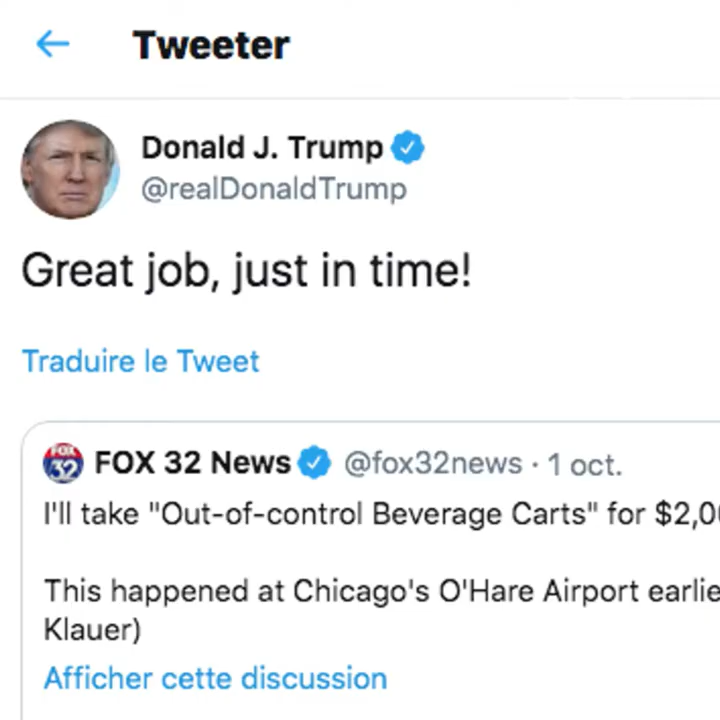 Tweeter
Donald J. Trump
@realDonaldTrump
Great job, just in time!
Traduire le Tweet
FOX 32
FOX 32 News @fox32news · 1 oct.
I'll take "Out-of-control Beverage Carts" for $2,0
This happened at Chicago's O'Hare Airport earlie
Klauer)
Afficher cette discussion